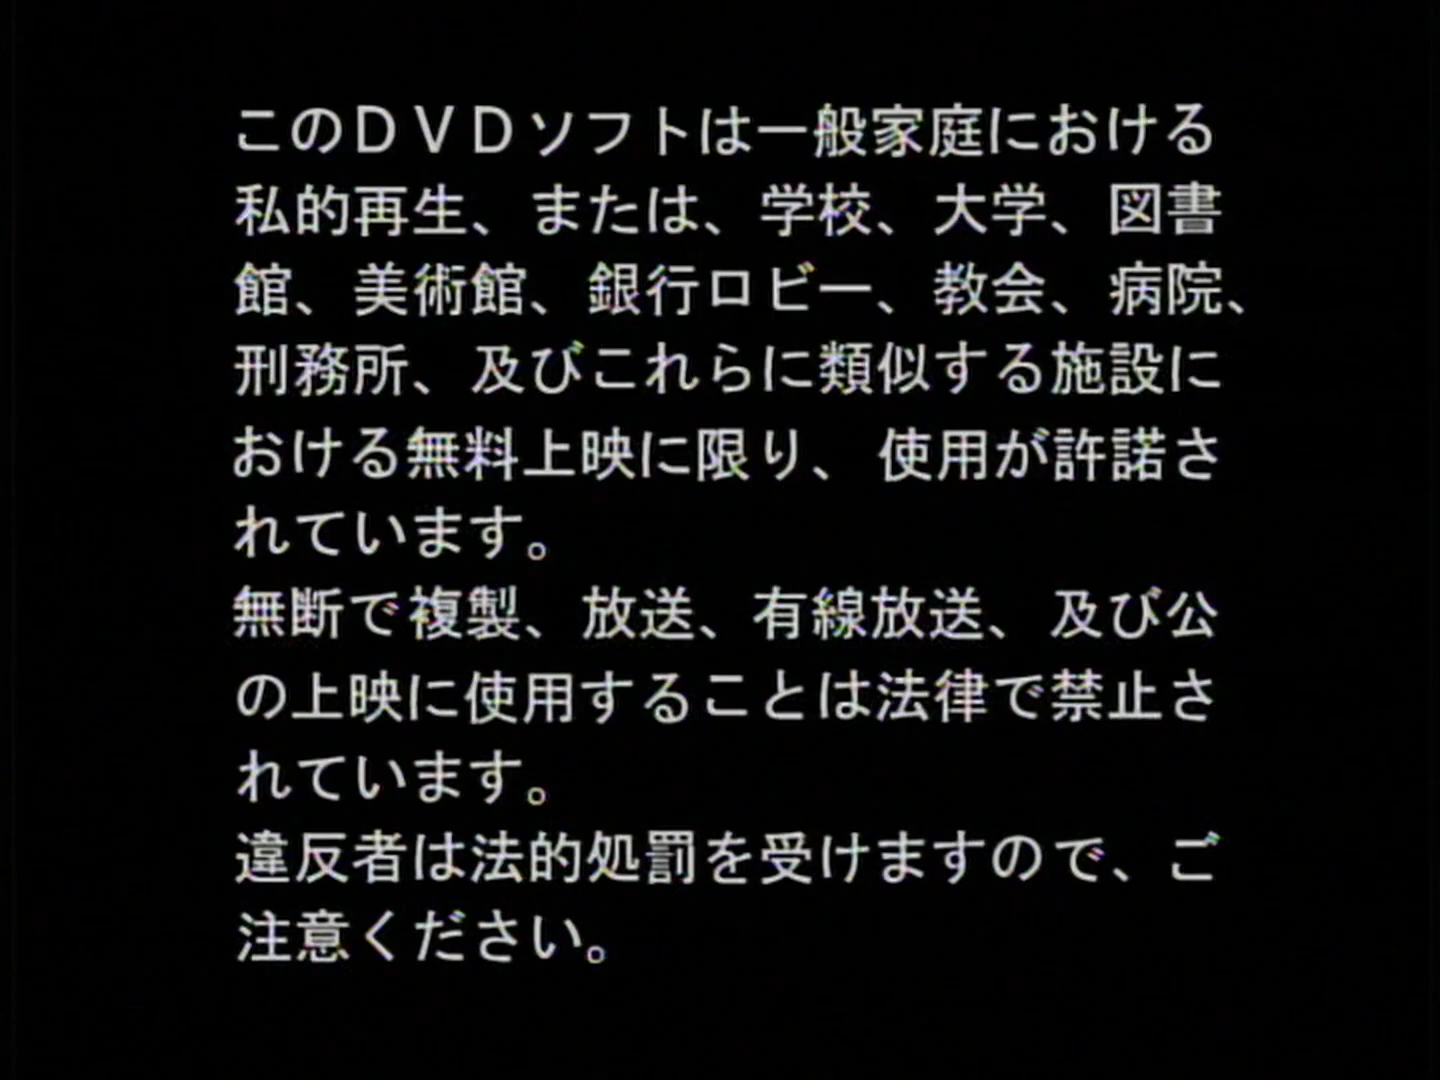 このＤＶＤソフトは一般家庭における
私的再生、または、学校、大学、図書
館、美術館、銀行ロビー、教会、病院、
刑務所、及びこれらに類似する施設に
おける無料上映に限り、使用が許諾さ
れています。
無断で複製、放送、有線放送、及び公
の上映に使用することは法律で禁止さ
れています。
違反者は法的処罰を受けますので、ご
注意ください。